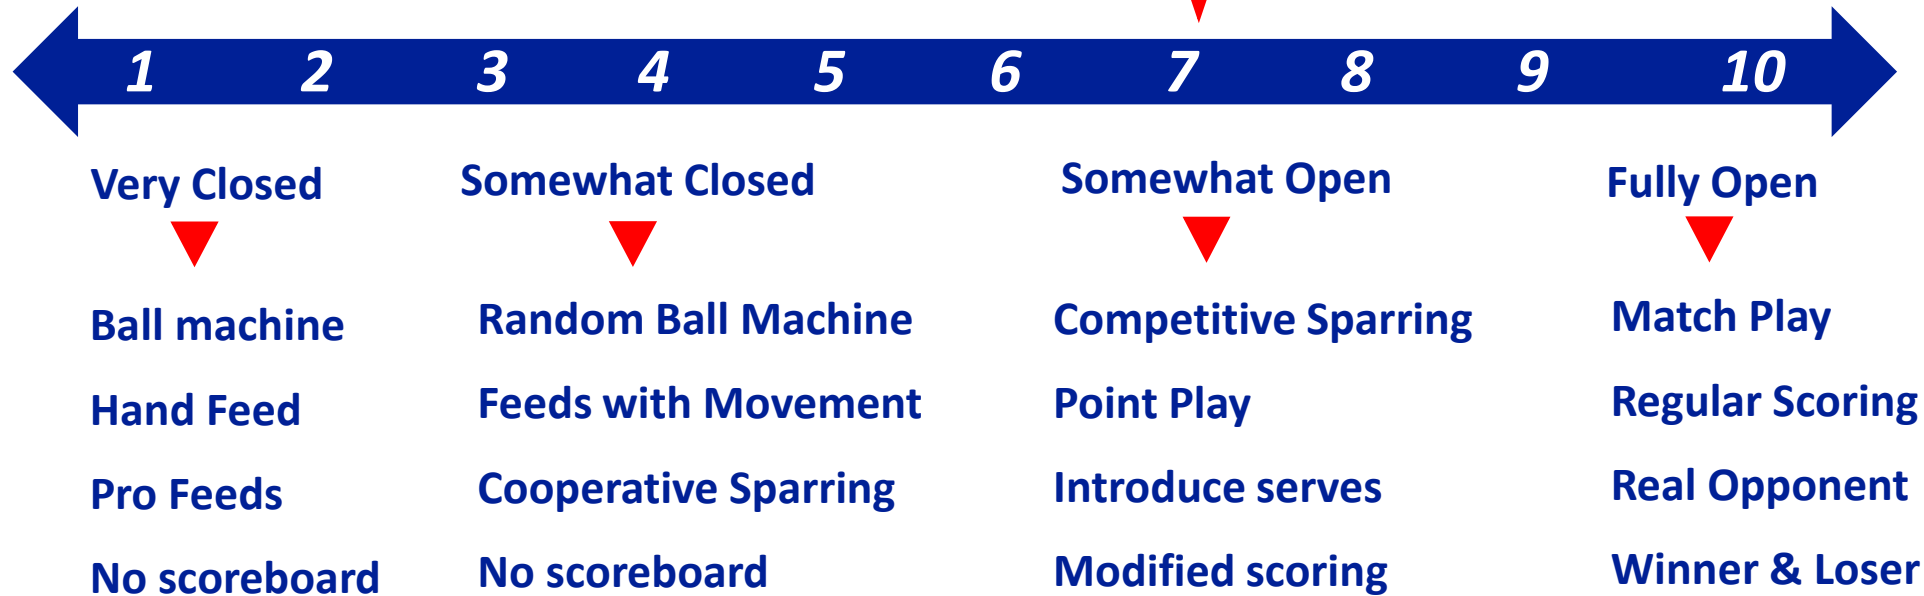 1 2 3 4 5 6 7 8 9 10
Very Closed
Ball machine
Hand Feed
Pro Feeds
No scoreboard
Somewhat Closed
Random Ball Machine
Feeds with Movement
Cooperative Sparring
No scoreboard
Somewhat Open
Competitive Sparring
Point Play
Introduce serves
Modified scoring
Fully Open
Match Play
Regular Scoring
Real Opponent
Winner & Loser